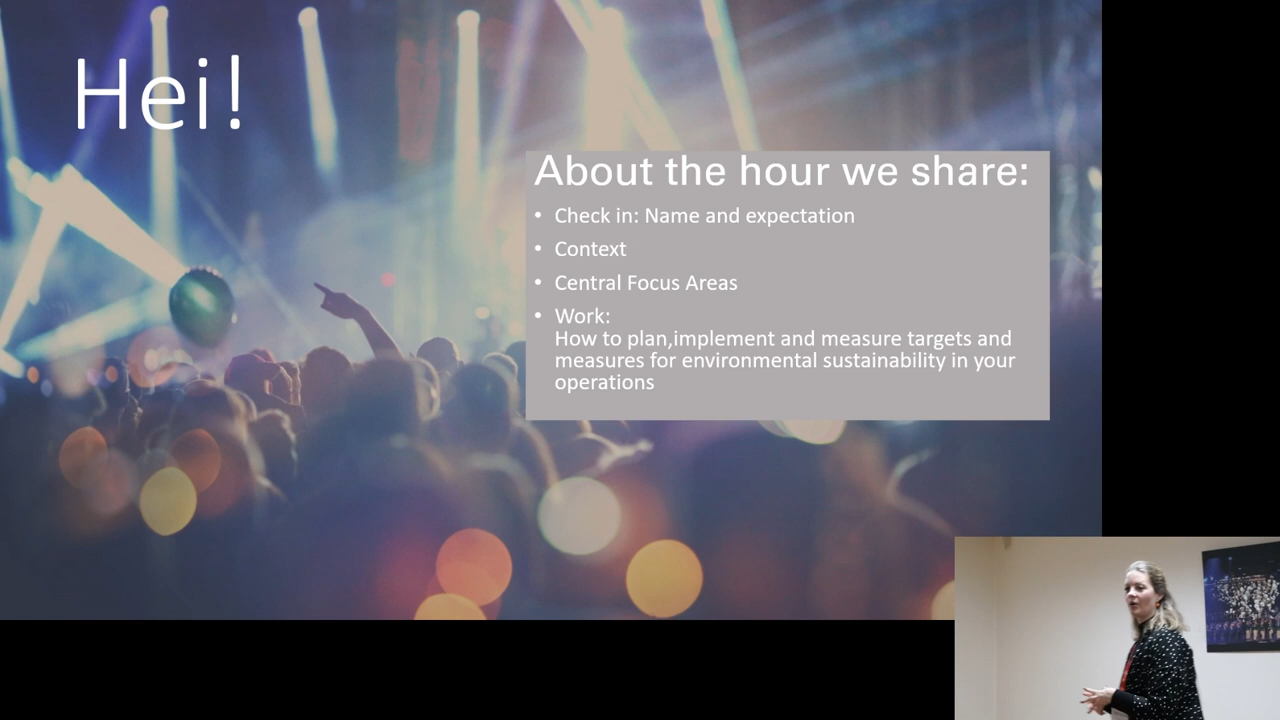 Hei!
About the hour we share:
• Check in: Name and expectation
• Context
• Central Focus Areas
• Work:
How to plan,implement and measure targets and
measures for environmental sustainability in your
operations